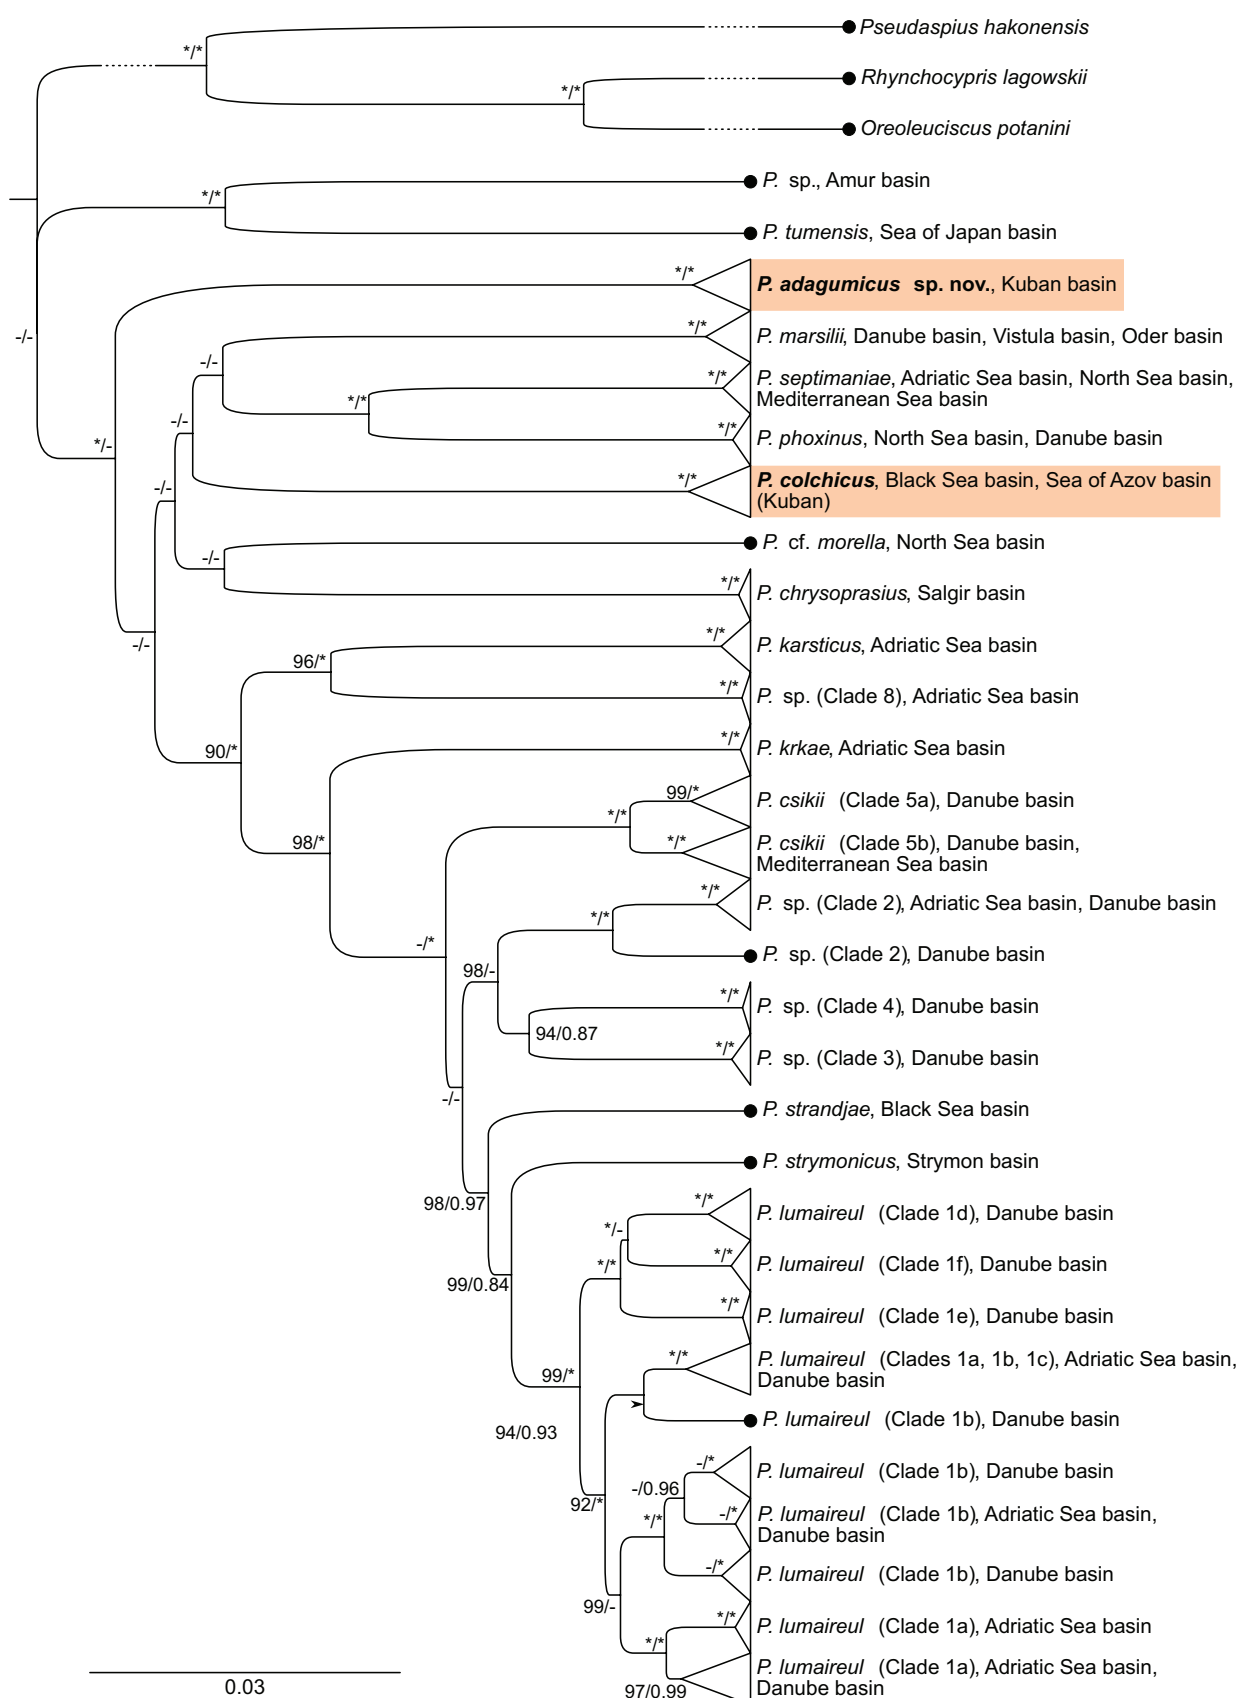 */*
Pseudaspius hakonensis
*/*
Rhynchocypris lagowskii
Oreoleuciscus potanini
*/*
P. sp., Amur basin
P. tumensis, Sea of Japan basin
-/-
*/*
P. adagumicus sp. nov., Kuban basin
*/-
*/*
P. marsilii, Danube basin, Vistula basin, Oder basin
-/-
*/*
P. septimaniae, Adriatic Sea basin, North Sea basin,
Mediterranean Sea basin
*/*
*/*
P. phoxinus, North Sea basin, Danube basin
-/-
*/*
P. colchicus, Black Sea basin, Sea of Azov basin
(Kuban)
-/-
-/-
P. cf. morella, North Sea basin
*/*
P. chrysoprasius, Salgir basin
-/-
*/*
P. karsticus, Adriatic Sea basin
96/*
*/*
P. sp. (Clade 8), Adriatic Sea basin
90/*
*/*
P. krkae, Adriatic Sea basin
98/*
99/*
P. csikii (Clade 5a), Danube basin
*/*
*/*
P. csikii (Clade 5b), Danube basin,
Mediterranean Sea basin
-/*
*/*
P. sp. (Clade 2), Adriatic Sea basin, Danube basin
*/*
P. sp. (Clade 2), Danube basin
98/-
*/*
P. sp. (Clade 4), Danube basin
94/0.87
*/*
P. sp. (Clade 3), Danube basin
-/-
P. strandjae, Black Sea basin
98/0.97
P. strymonicus, Strymon basin
99/0.84
*/*
P. lumaireul (Clade 1d), Danube basin
*/-
*/*
P. lumaireul (Clade 1f), Danube basin
*/*
*/*
P. lumaireul (Clade 1e), Danube basin
99/*
*/*
P. lumaireul (Clades 1a, 1b, 1c), Adriatic Sea basin,
Danube basin
94/0.93
P. lumaireul (Clade 1b), Danube basin
92/*
-/*
P. lumaireul (Clade 1b), Danube basin
-/0.96
-/*
P. lumaireul (Clade 1b), Adriatic Sea basin,
Danube basin
*/*
-/*
P. lumaireul (Clade 1b), Danube basin
99/-
*/*
P. lumaireul (Clade 1a), Adriatic Sea basin
*/*
97/0.99
P. lumaireul (Clade 1a), Adriatic Sea basin,
Danube basin
0.03